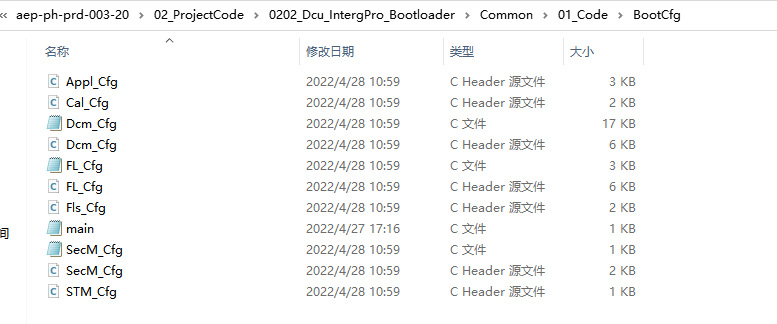 « aep-ph-prd-003-20 > 02_ProjectCode > 0202_Dcu_IntergPro_Bootloader > Common > 01_Code > BootCfg
名称 修改日期 类型 大小
Appl_Cfg 2022/4/28 10:59 C Header 源文件 3 KB
Cal_Cfg 2022/4/28 10:59 C Header 源文件 2 KB
Dcm_Cfg 2022/4/28 10:59 C 文件 17 KB
Dcm_Cfg 2022/4/28 10:59 C Header 源文件 6 KB
FL_Cfg 2022/4/28 10:59 C 文件 3 KB
FL_Cfg 2022/4/28 10:59 C Header 源文件 6 KB
Fls_Cfg 2022/4/28 10:59 C Header 源文件 2 KB
间
main 2022/4/27 17:16 C 文件 1 KB
SecM_Cfg 2022/4/28 10:59 C 文件 1 KB
SecM_Cfg 2022/4/28 10:59 C Header 源文件 2 KB
STM_Cfg 2022/4/28 10:59 C Header 源文件 1 KB